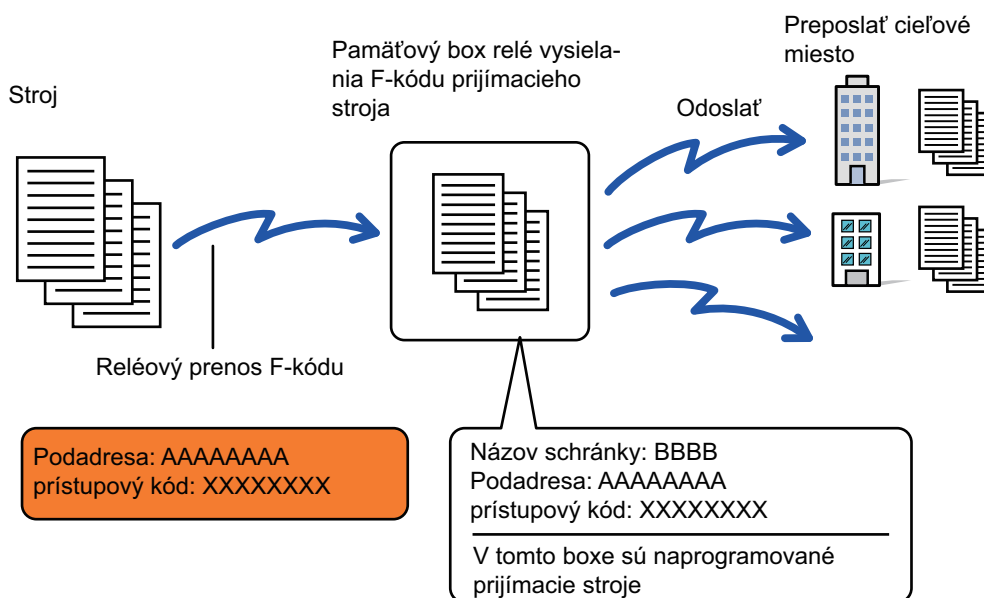 Stroj
Pamäťový box relé vysiela-
nia F-kódu prijímacieho
stroja
Preposlať cieľové
miesto
Odoslať
Reléový prenos F-kódu
Podadresa: AAAAAAAA
prístupový kód: XXXXXXXX
Názov schránky: BBBB
Podadresa: AAAAAAAA
prístupový kód: XXXXXXXX
V tomto boxe sú naprogramované
prijímacie stroje